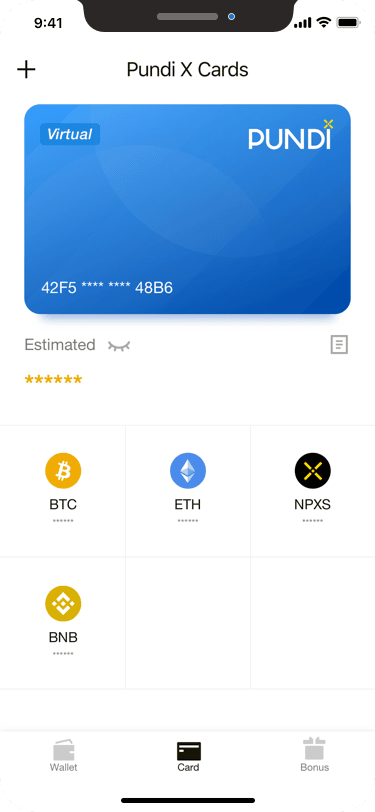 9:41
Pundi X Cards
Virtual
PUNDI
42F5 **** **** 48B6
Estimated
******
BTC
******
ETH
******
NPXS
******
BNB
******
Wallet
Card
Bonus